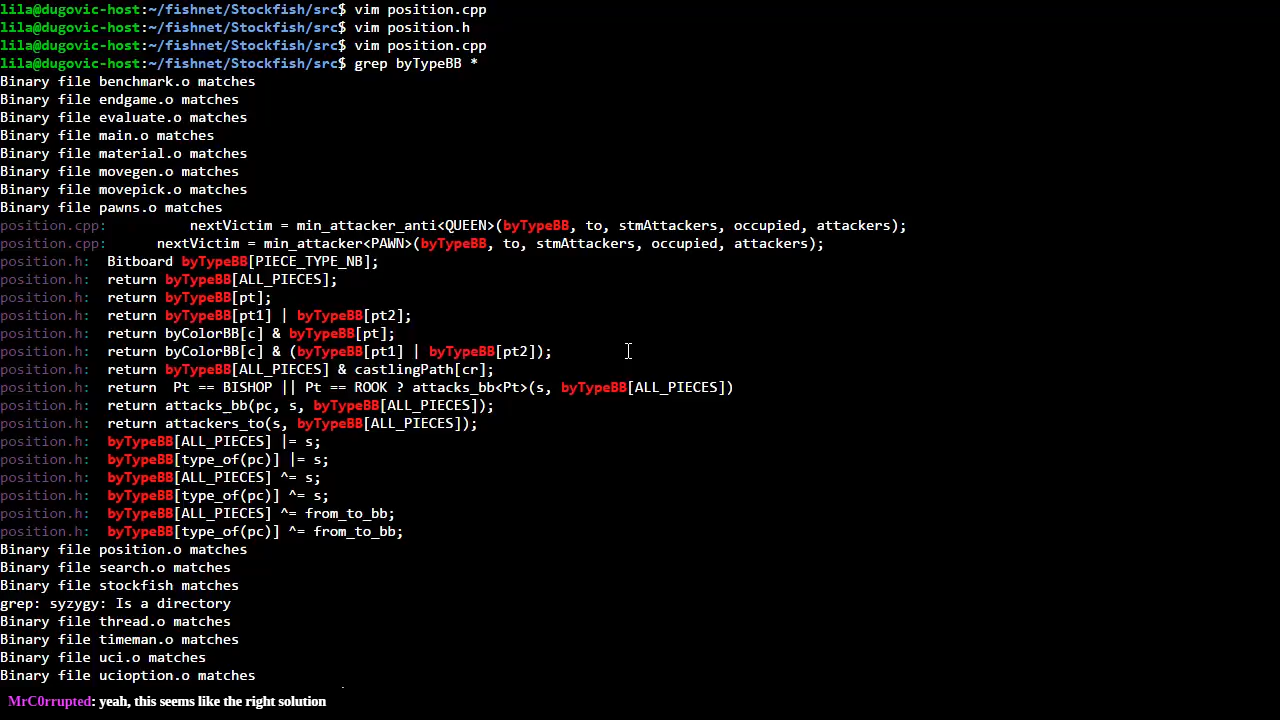 lila@dugovic-host:~/fishnet/Stockfish/src$ vim position.cpp
lila@dugovic-host:~/fishnet/Stockfish/src$ vim position.h
lila@dugovic-host:~/fishnet/Stockfish/src$ vim position.cpp
lila@dugovic-host:~/fishnet/Stockfish/src$ grep byTypeBB *
Binary file benchmark.o matches
Binary file endgame.o matches
Binary file evaluate.o matches
Binary file main.o matches
Binary file material.o matches
Binary file movegen.o matches
Binary file movepick.o matches
Binary file pawns.o matches
position.cpp:          nextVictim = min_attacker_anti<QUEEN>(byTypeBB, to, stmAttackers, occupied, attackers);
position.cpp:      nextVictim = min_attacker<PAWN>(byTypeBB, to, stmAttackers, occupied, attackers);
position.h:  Bitboard byTypeBB[PIECE_TYPE_NB];
position.h:  return byTypeBB[ALL_PIECES];
position.h:  return byTypeBB[pt];
position.h:  return byTypeBB[pt1] | byTypeBB[pt2];
position.h:  return byColorBB[c] & byTypeBB[pt];
position.h:  return byColorBB[c] & (byTypeBB[pt1] | byTypeBB[pt2]);
position.h:  return byTypeBB[ALL_PIECES] & castlingPath[cr];
position.h:  return  Pt == BISHOP || Pt == ROOK ? attacks_bb<Pt>(s, byTypeBB[ALL_PIECES])
position.h:  return attacks_bb(pc, s, byTypeBB[ALL_PIECES]);
position.h:  return attackers_to(s, byTypeBB[ALL_PIECES]);
position.h:  byTypeBB[ALL_PIECES] |= s;
position.h:  byTypeBB[type_of(pc)] |= s;
position.h:  byTypeBB[ALL_PIECES] ^= s;
position.h:  byTypeBB[type_of(pc)] ^= s;
position.h:  byTypeBB[ALL_PIECES] ^= from_to_bb;
position.h:  byTypeBB[type_of(pc)] ^= from_to_bb;
Binary file position.o matches
Binary file search.o matches
Binary file stockfish matches
grep: syzygy: Is a directory
Binary file thread.o matches
Binary file timeman.o matches
Binary file uci.o matches
Binary file ucioption.o matches
MrC0rrupted: yeah, this seems like the right solution